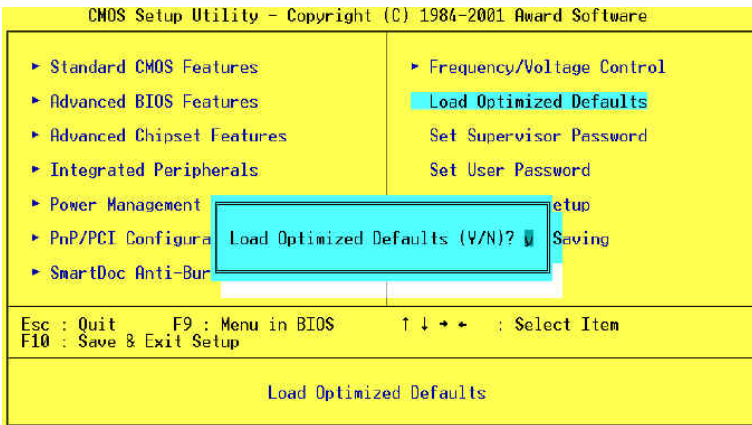 CMOS Setup Utility - Copyright (C) 1984-2001 Award Software
► Standard CMOS Features
► Advanced BIOS Features
► Advanced Chipset Features
► Integrated Peripherals
► Power Management
► PnP/PCI Configura
► SmartDoc Anti-Bur
► Frequency/Voltage Control
Load Optimized Defaults
Set Supervisor Password
Set User Password
etup
Saving
Load Optimized Defaults (Y/N)? y
Esc : Quit F9 : Menu in BIOS ↑ ↓ → ← : Select Item
F10 : Save & Exit Setup
Load Optimized Defaults